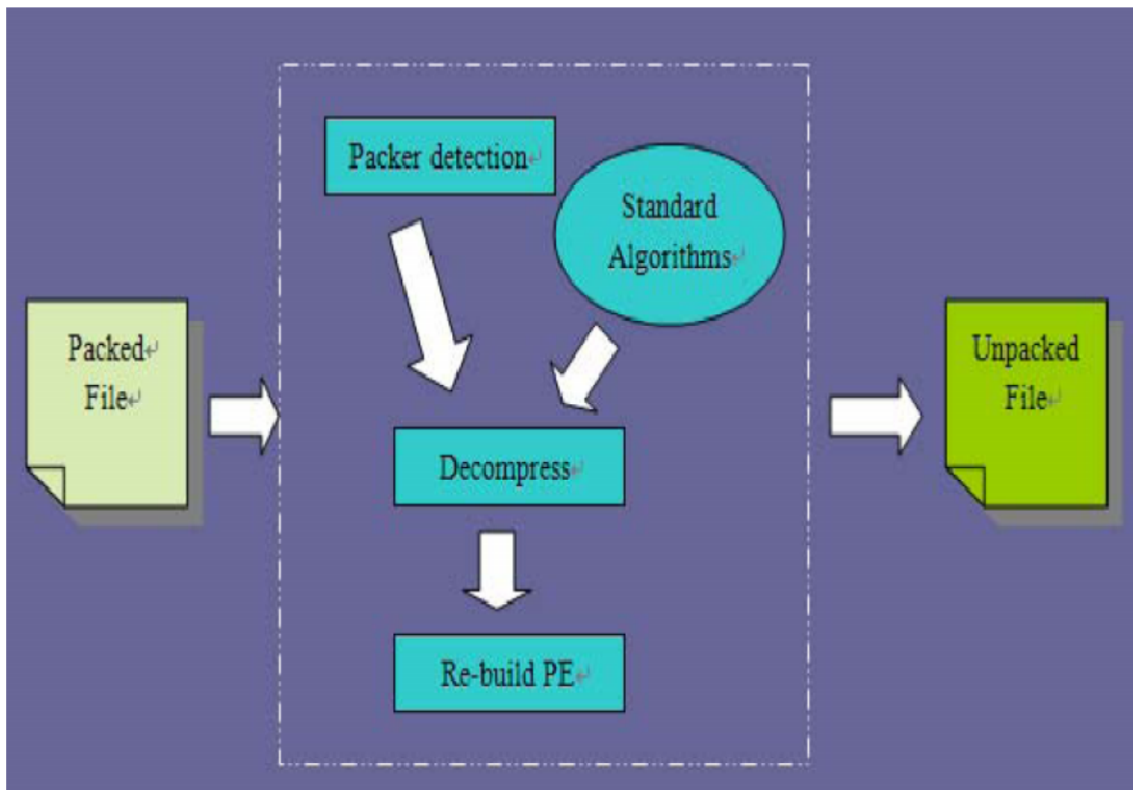 Packer detection
Standard
Algorithms
Packed
File
Unpacked
File
Decompress
Re-build PE